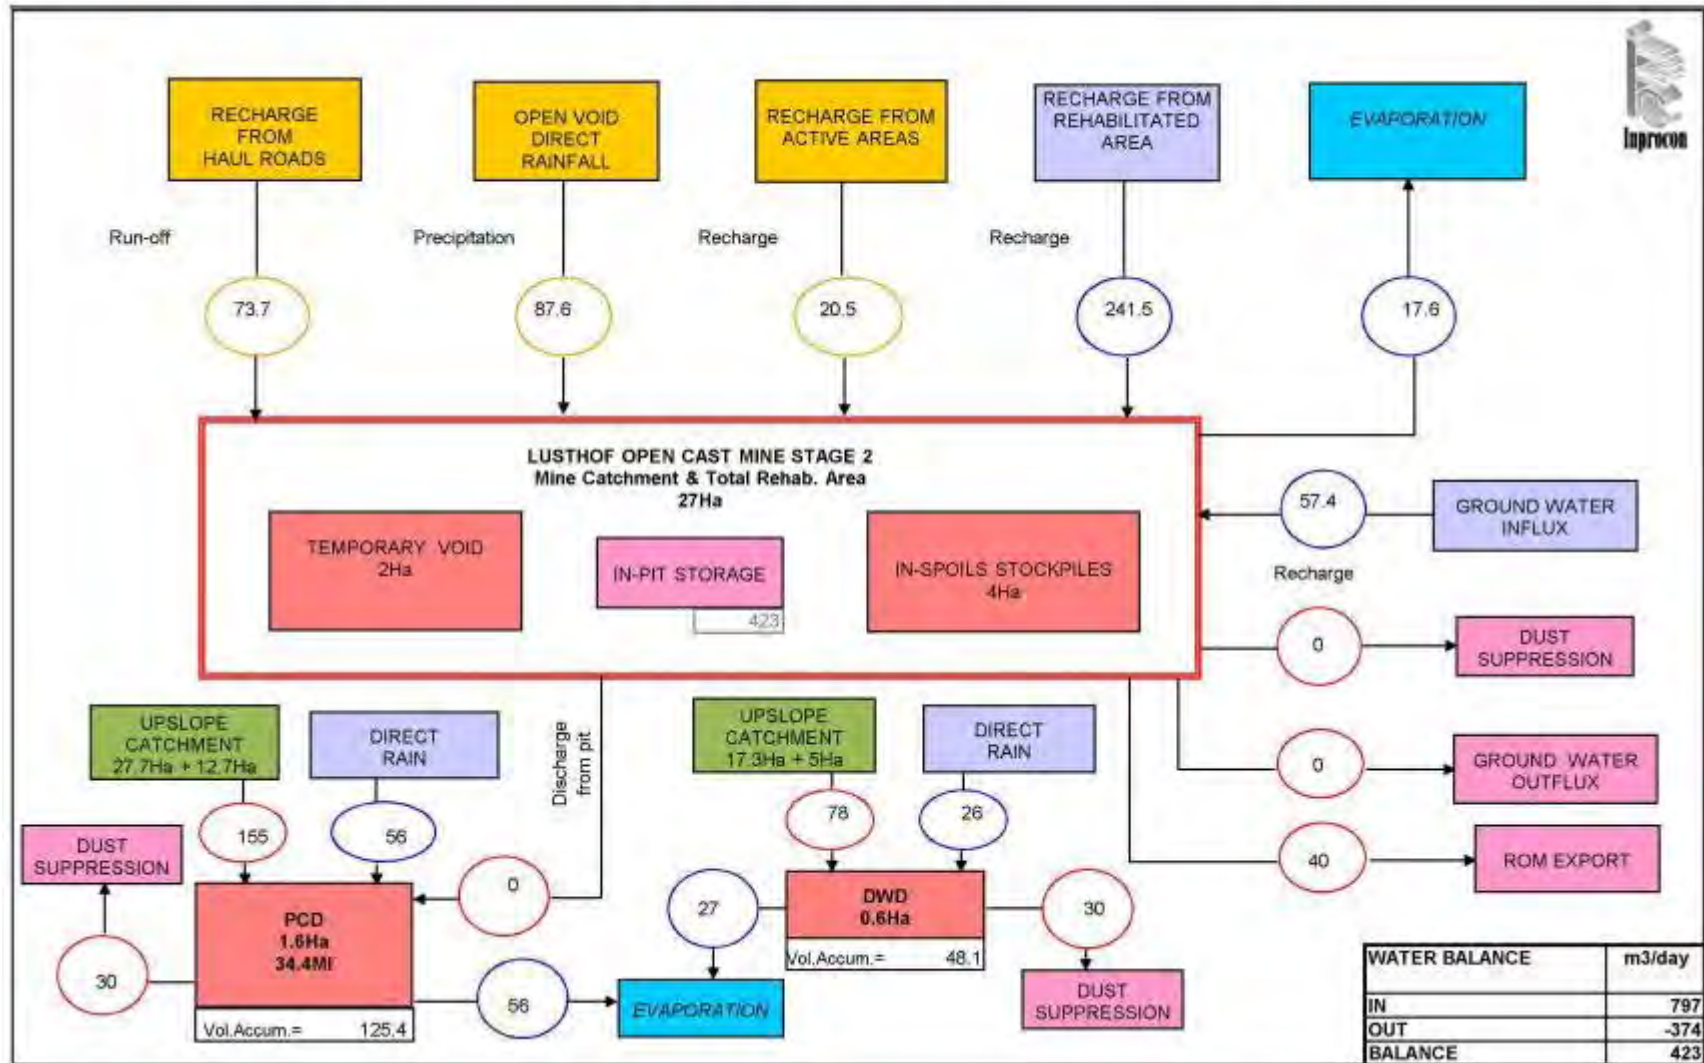 RECHARGE
FROM
HAUL ROADS
OPEN VOID
DIRECT
RAINFALL
RECHARGE FROM
ACTIVE AREAS
RECHARGE FROM
REHABILITATED
AREA
EVAPORATION
Inprocon
Run-off
Precipitation
Recharge
Recharge
73.7
87.6
20.5
241.5
17.6
LUSTHOF OPEN CAST MINE STAGE 2
Mine Catchment & Total Rehab. Area
27Ha
TEMPORARY VOID
2Ha
IN-PIT STORAGE
423
IN-SPOILS STOCKPILES
4Ha
57.4
GROUND WATER
INFLUX
Recharge
0
DUST
SUPPRESSION
0
GROUND WATER
OUTFLUX
40
ROM EXPORT
UPSLOPE
CATCHMENT
27.7Ha + 12.7Ha
DIRECT
RAIN
Discharge
from pit
UPSLOPE
CATCHMENT
17.3Ha + 5Ha
DIRECT
RAIN
DUST
SUPPRESSION
155
56
0
78
26
PCD
1.6Ha
34.4Ml
Vol.Accum.= 125.4
30
56
27
DWD
0.6Ha
Vol.Accum.= 48.1
30
EVAPORATION
DUST
SUPPRESSION
WATER BALANCE m3/day
IN 797
OUT -374
BALANCE 423